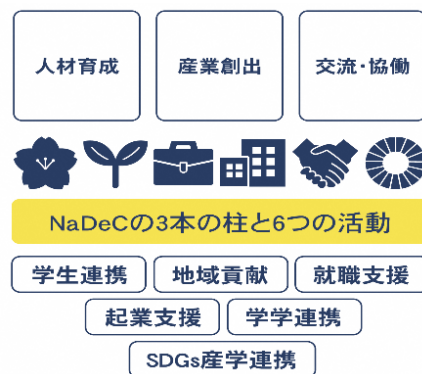 人材育成 産業創出 交流・協働
NaDeCの3本の柱と6つの活動
学生連携 地域貢献 就職支援
起業支援 学学連携
SDGs産学連携